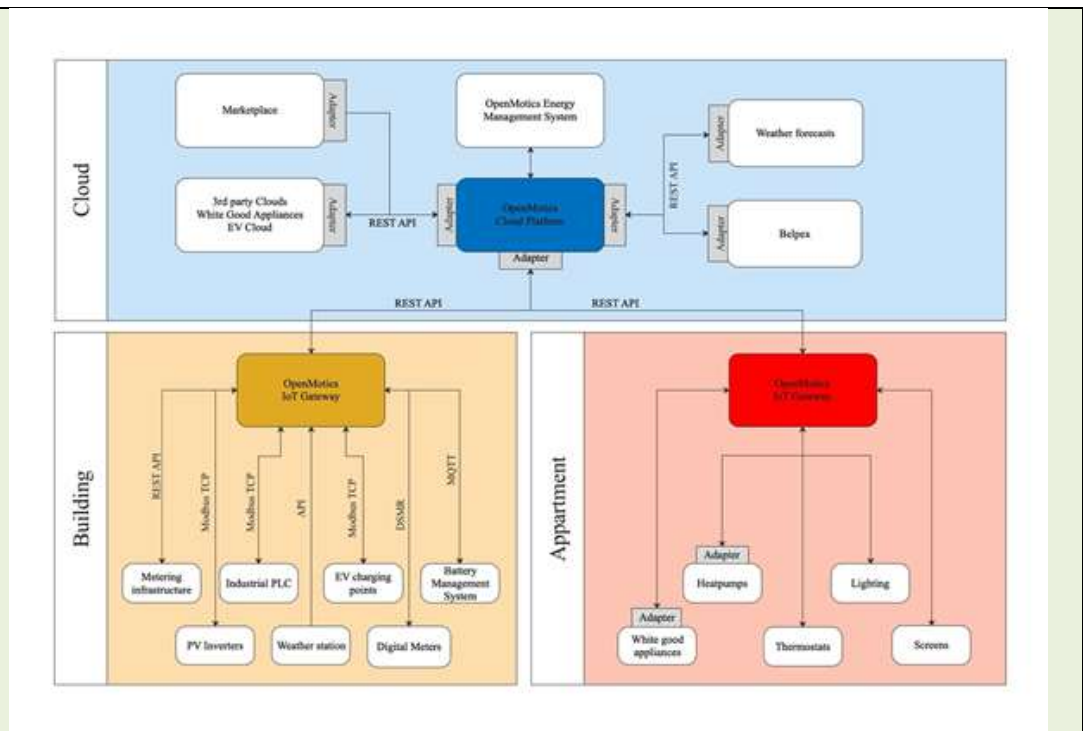 Cloud
Marketplace
Adapter
OpenMotics Energy
Management System
Adapter
Weather forecasts
3rd party Clouds
White Good Appliances
EV Cloud
Adapter
REST API
Adapter
OpenMotics
Cloud Platform
Adapter
Adapter
REST API
Adapter
Belpex
REST API
REST API
Building
OpenMotics
IoT Gateway
REST API
Modbus TCP
Modbus TCP
API
Modbus TCP
DSMR
MQTT
Metering
infrastructure
Industrial PLC
EV charging
points
Battery
Management
System
PV Inverters
Weather station
Digital Meters
Appartment
OpenMotics
IoT Gateway
Adapter
Heatpumps
Lighting
Adapter
White good
appliances
Thermostats
Screens